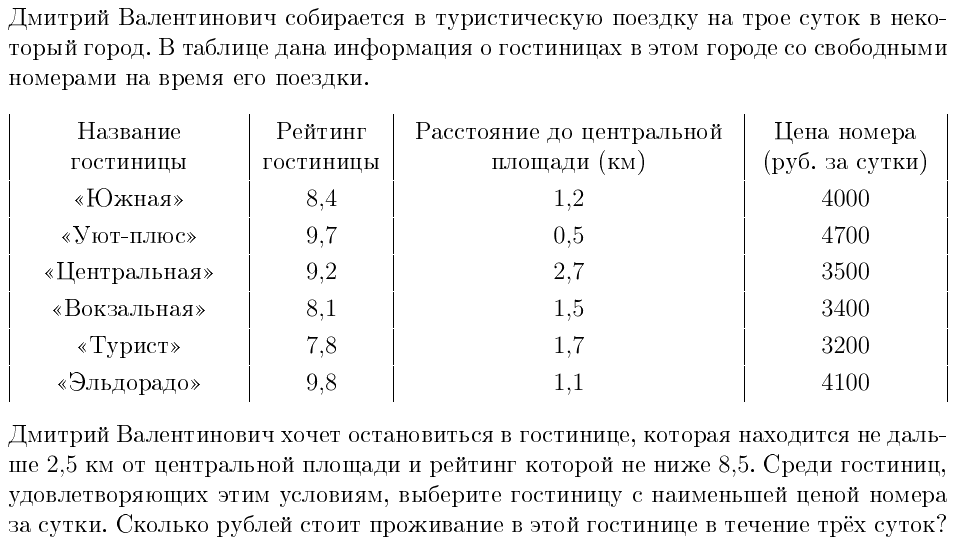 Дмитрий Валентинович собирается в туристическую поездку на трое суток в неко-
торый город. В таблице дана информация о гостиницах в этом городе со свободными
номерами на время его поездки.
Название гостиницы Рейтинг гостиницы Расстояние до центральной площади (км) Цена номера (руб. за сутки)
«Южная» 8,4 1,2 4000
«Уют-плюс» 9,7 0,5 4700
«Центральная» 9,2 2,7 3500
«Вокзальная» 8,1 1,5 3400
«Турист» 7,8 1,7 3200
«Эльдорадо» 9,8 1,1 4100
Дмитрий Валентинович хочет остановиться в гостинице, которая находится не даль-
ше 2,5 км от центральной площади и рейтинг которой не ниже 8,5. Среди гостиниц,
удовлетворяющих этим условиям, выберите гостиницу с наименьшей ценой номера
за сутки. Сколько рублей стоит проживание в этой гостинице в течение трёх суток?